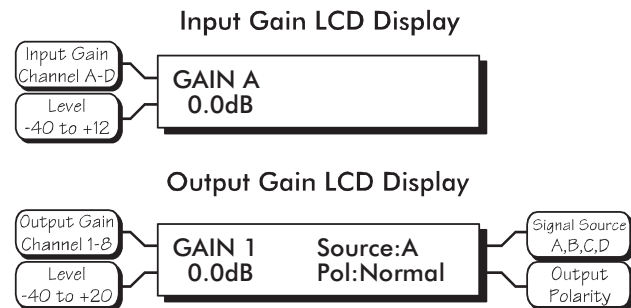 Input Gain LCD Display
Input Gain
Channel A-D
Level
-40 to +12
GAIN A
0.0dB
Output Gain LCD Display
Output Gain
Channel 1-8
Level
-40 to +20
GAIN 1 Source:A
0.0dB Pol:Normal
Signal Source
A,B,C,D
Output
Polarity